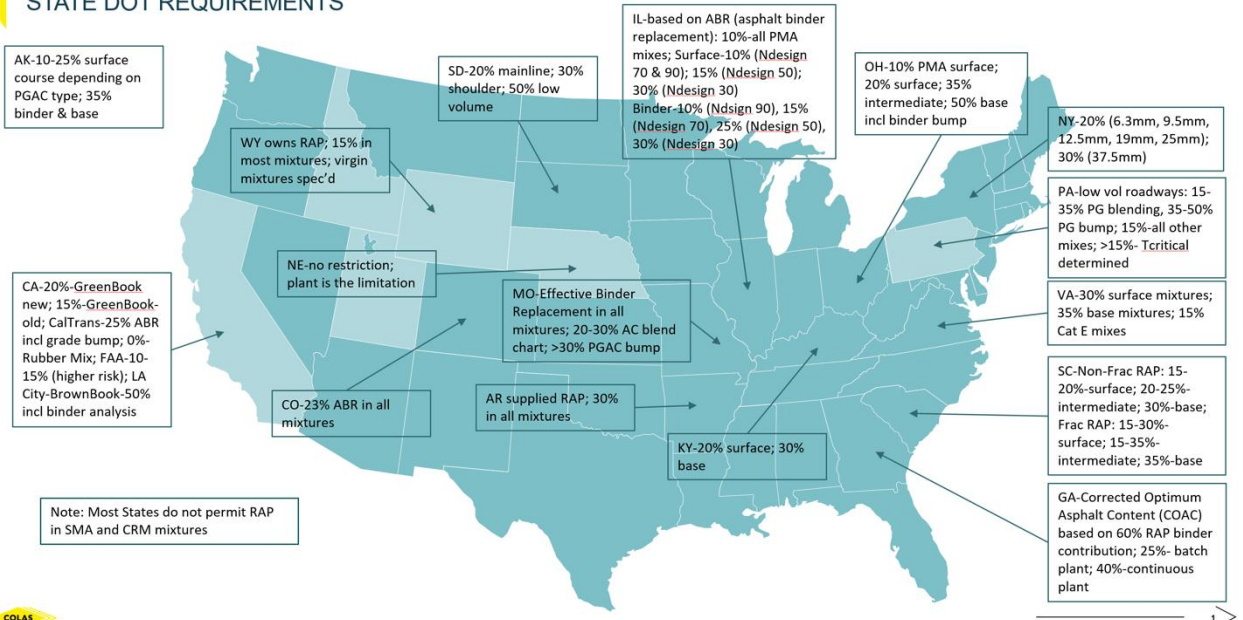 STATE DOT REQUIREMENTS
AK-10-25% surface
course depending on
PGAC type; 35%
binder & base
WY owns RAP; 15% in
most mixtures; virgin
mixtures spec'd
SD-20% mainline; 30%
shoulder; 50% low
volume
IL-based on ABR (asphalt binder
replacement): 10%-all PMA
mixes; Surface-10% (Ndesign
70 & 90); 15% (Ndesign 50);
30% (Ndesign 30)
Binder-10% (Ndsign 90), 15%
(Ndesign 70), 25% (Ndesign 50),
30% (Ndesign 30)
OH-10% PMA surface;
20% surface; 35%
intermediate; 50% base
incl binder bump
NY-20% (6.3mm, 9.5mm,
12.5mm, 19mm, 25mm);
30% (37.5mm)
PA-low vol roadways: 15-
35% PG blending, 35-50%
PG bump; 15%-all other
mixes; >15%- Tcritical
determined
NE-no restriction;
plant is the limitation
CA-20%-GreenBook
new; 15%-GreenBook-
old; CalTrans-25% ABR
incl grade bump; 0%-
Rubber Mix; FAA-10-
15% (higher risk); LA
City-BrownBook-50%
incl binder analysis
MO-Effective Binder
Replacement in all
mixtures; 20-30% AC blend
chart; >30% PGAC bump
VA-30% surface mixtures;
35% base mixtures; 15%
Cat E mixes
CO-23% ABR in all
mixtures
AR supplied RAP; 30%
in all mixtures
KY-20% surface; 30%
base
SC-Non-Frac RAP: 15-
20%-surface; 20-25%-
intermediate; 30%-base;
Frac RAP: 15-30%-
surface; 15-35%-
intermediate; 35%-base
GA-Corrected Optimum
Asphalt Content (COAC)
based on 60% RAP binder
contribution; 25%- batch
plant; 40%-continuous
plant
Note: Most States do not permit RAP
in SMA and CRM mixtures
COLAS
1